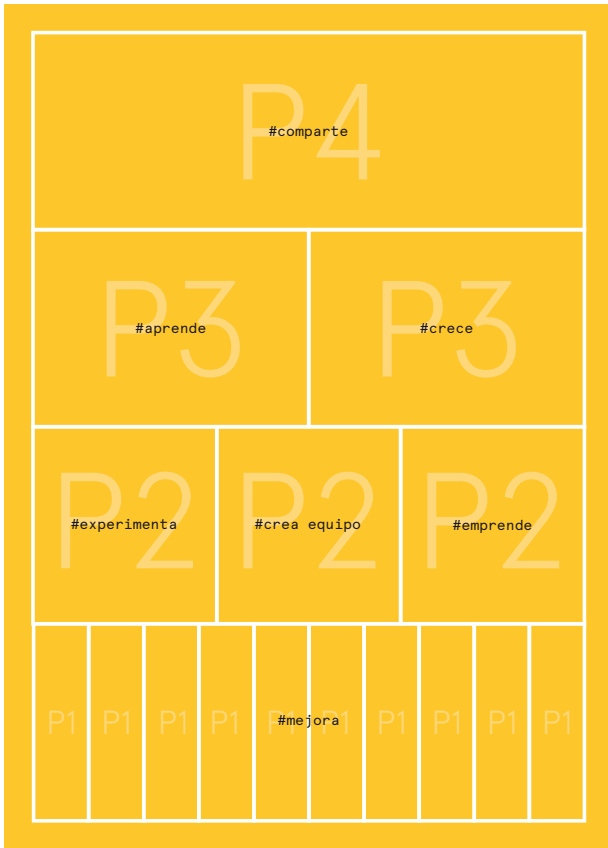 P4
#comparte
P3 P3
#aprende #crece
P2 P2 P2
#experimenta #crea equipo #emprende
P1 P1 P1 P1 P1 P1 P1 P1 P1 P1
#mejora